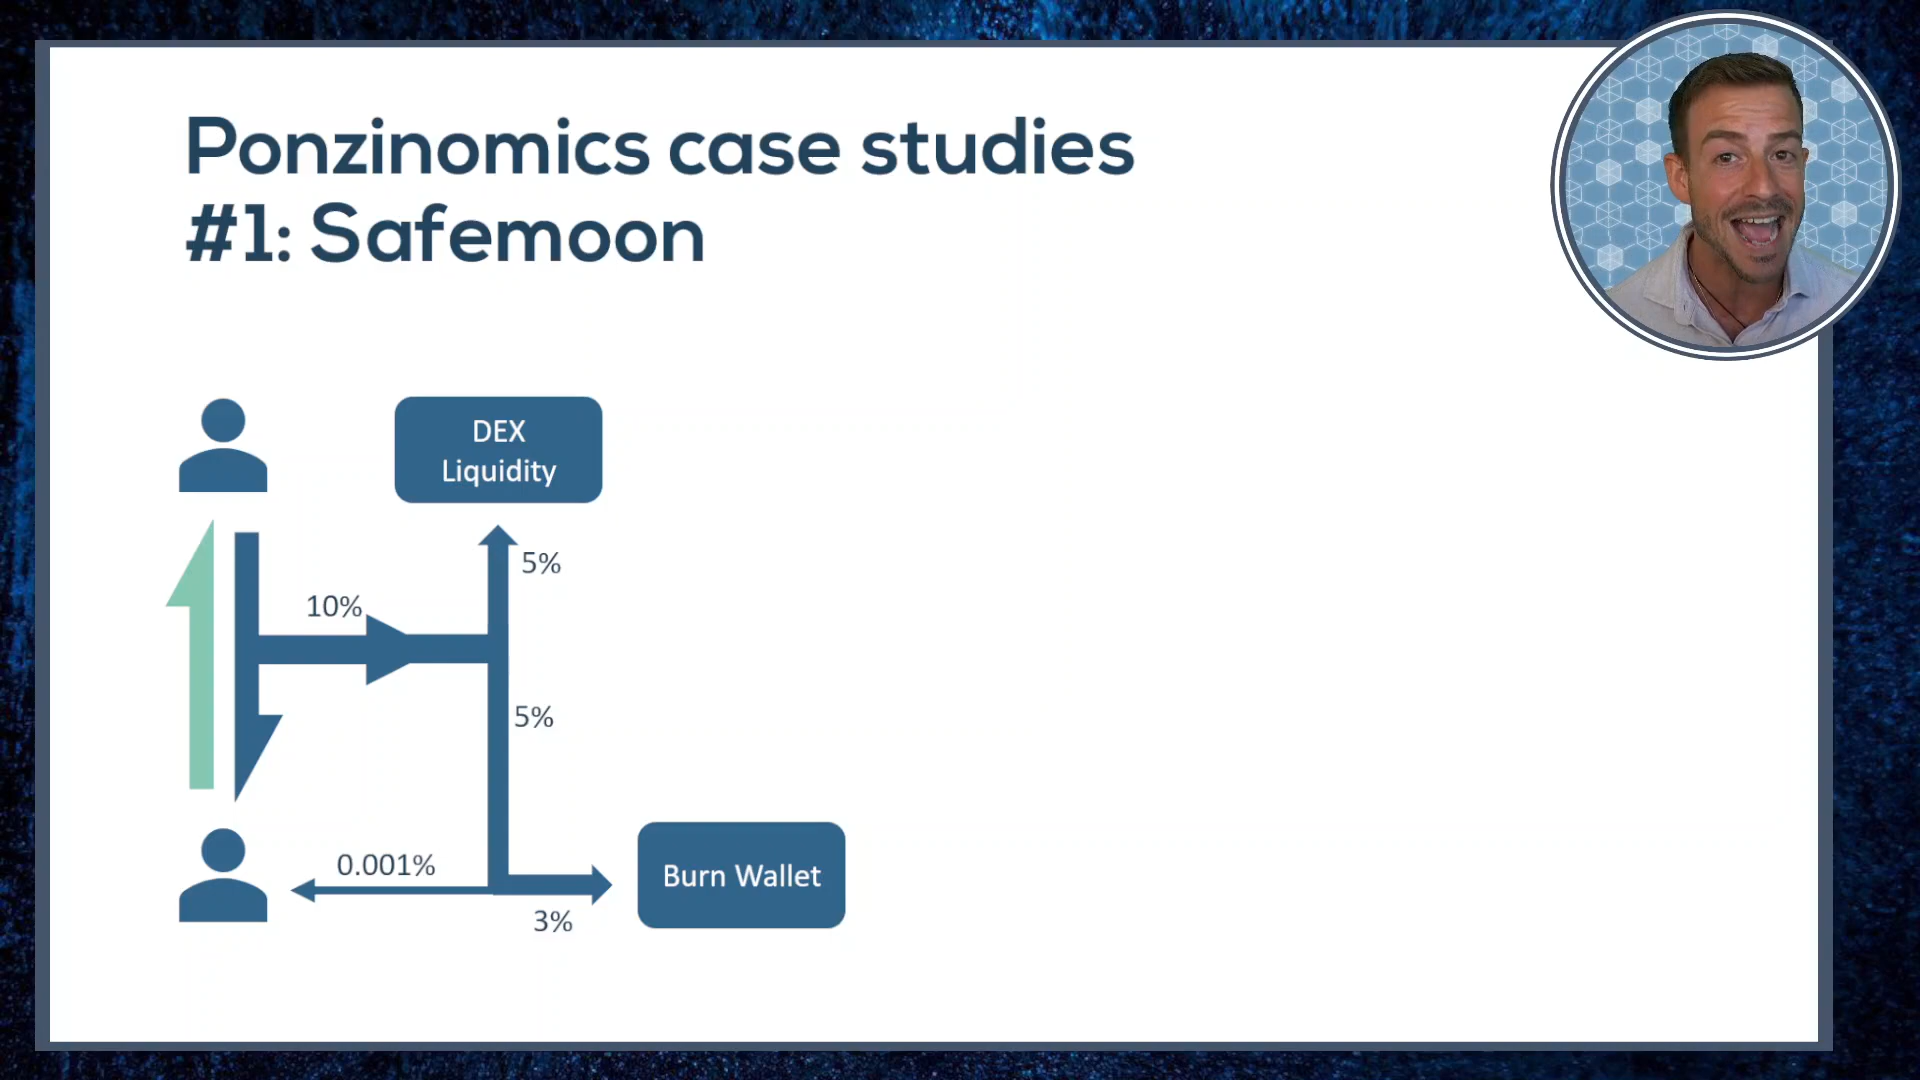 Ponzinomics case studies
#1: Safemoon
DEX
Liquidity
5%
10%
5%
0.001%
Burn Wallet
3%